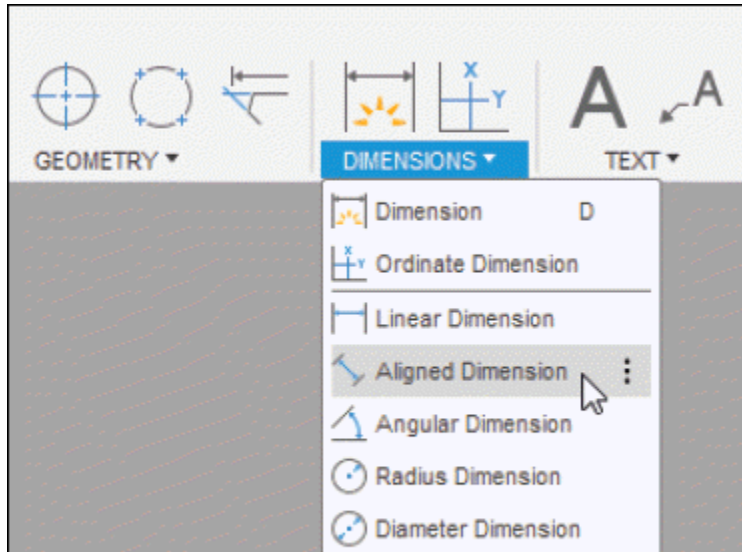 GEOMETRY DIMENSIONS TEXT
X
Y
A A
Dimension D
X
Y
Ordinate Dimension
Linear Dimension
Aligned Dimension
Angular Dimension
Radius Dimension
Diameter Dimension